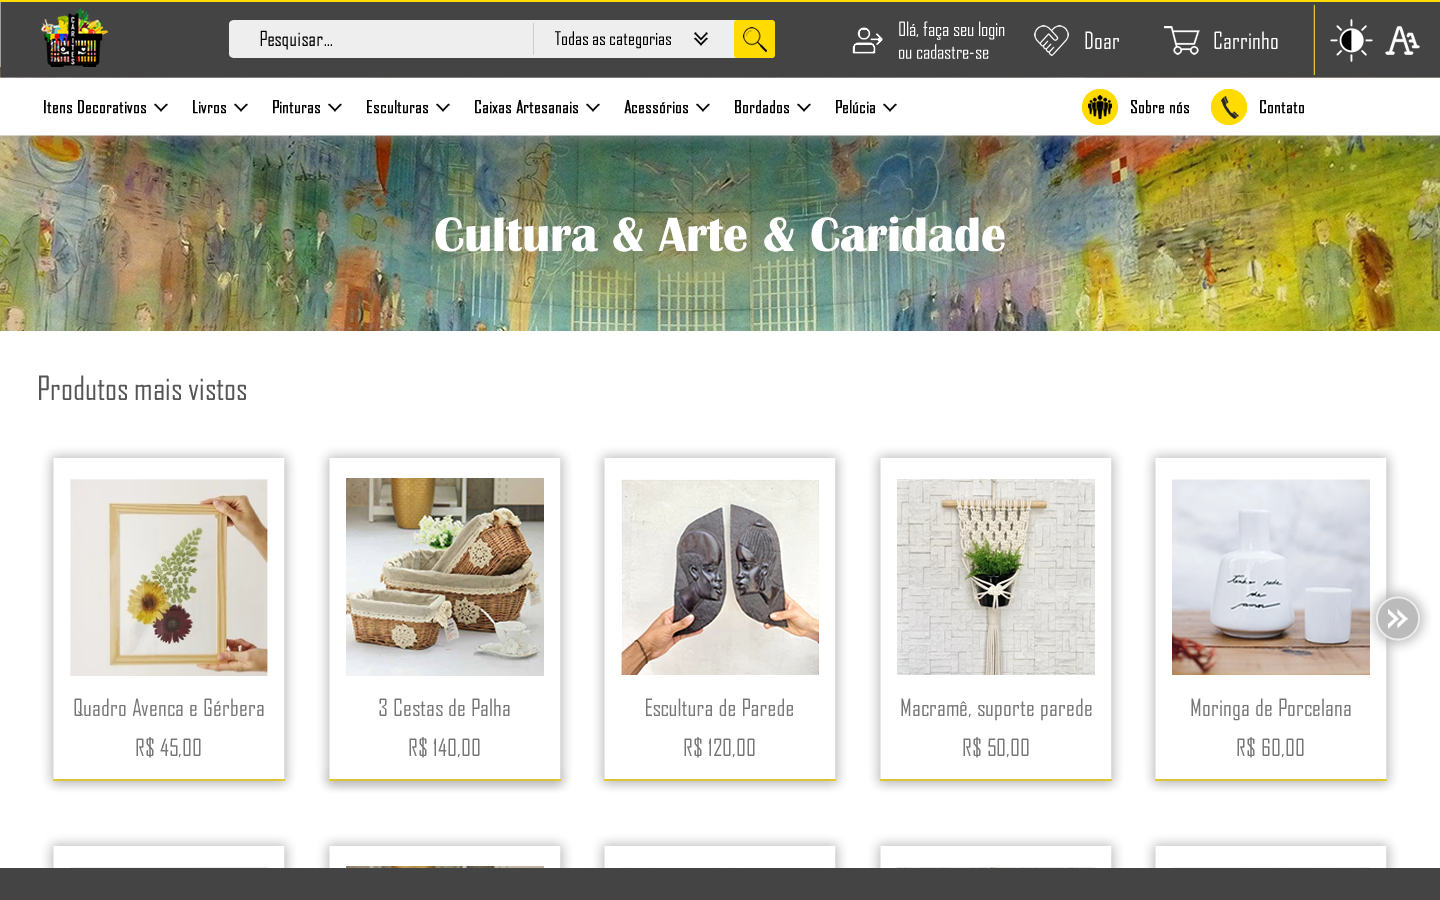 CARITAS
Pesquisar...
Todas as categorias
Olá, faça seu login
ou cadastre-se
Doar
Carrinho
Itens Decorativos
Livros
Pinturas
Esculturas
Caixas Artesanais
Acessórios
Bordados
Pelúcia
Sobre nós
Contato
Cultura & Arte & Caridade
Produtos mais vistos
Quadro Avenca e Gérbera
R$ 45,00
3 Cestas de Palha
R$ 140,00
Escultura de Parede
R$ 120,00
Macramê, suporte parede
R$ 50,00
Moringa de Porcelana
R$ 60,00